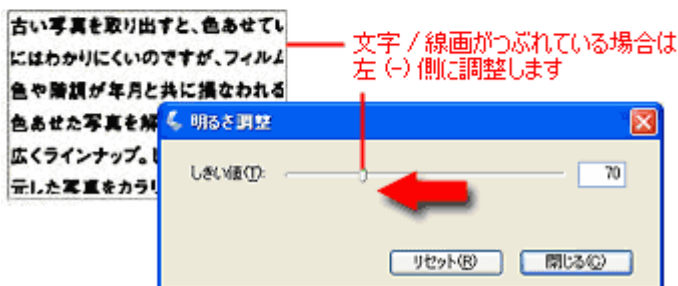 古い写真を取り出すと、色あせてい
にはわかりにくいのですが、フィルム
色や階調が年月と共に損なわれる
色あせた写真を解
広くラインナップ。し
元した写真をカラリ
文字 / 線画がつぶれている場合は
左 (-) 側に調整します
明るさ調整
しきい値(T):
70
リセット(R)
閉じる(C)